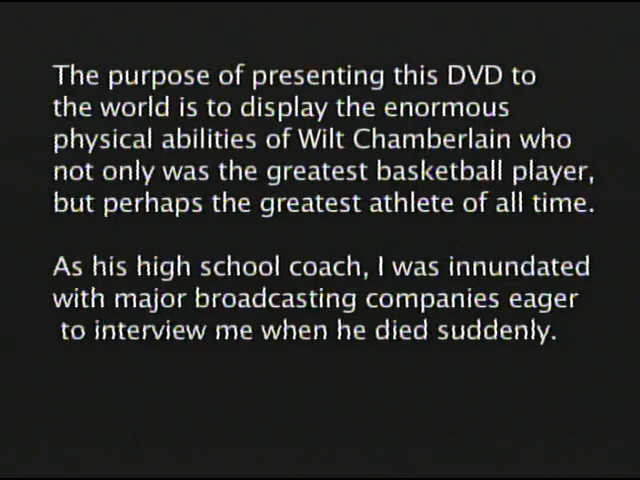 The purpose of presenting this DVD to
the world is to display the enormous
physical abilities of Wilt Chamberlain who
not only was the greatest basketball player,
but perhaps the greatest athlete of all time.
As his high school coach, I was innundated
with major broadcasting companies eager
to interview me when he died suddenly.